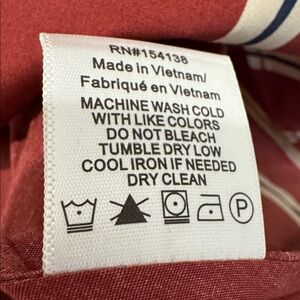 RN#154138
Made in Vietnam/
Fabriqué en Vietnam
MACHINE WASH COLD
WITH LIKE COLORS
DO NOT BLEACH
TUMBLE DRY LOW
COOL IRON IF NEEDED
DRY CLEAN
P